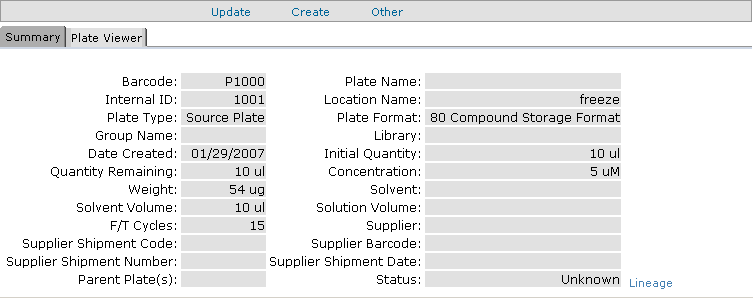 Update Create Other
Summary Plate Viewer
Barcode: P1000 Plate Name:
Internal ID: 1001 Location Name: freeze
Plate Type: Source Plate Plate Format: 80 Compound Storage Format
Group Name: Library:
Date Created: 01/29/2007 Initial Quantity: 10 ul
Quantity Remaining: 10 ul Concentration: 5 uM
Weight: 54 ug Solvent:
Solvent Volume: 10 ul Solution Volume:
F/T Cycles: 15 Supplier:
Supplier Shipment Code: Supplier Barcode:
Supplier Shipment Number: Supplier Shipment Date:
Parent Plate(s): Status: Unknown Lineage